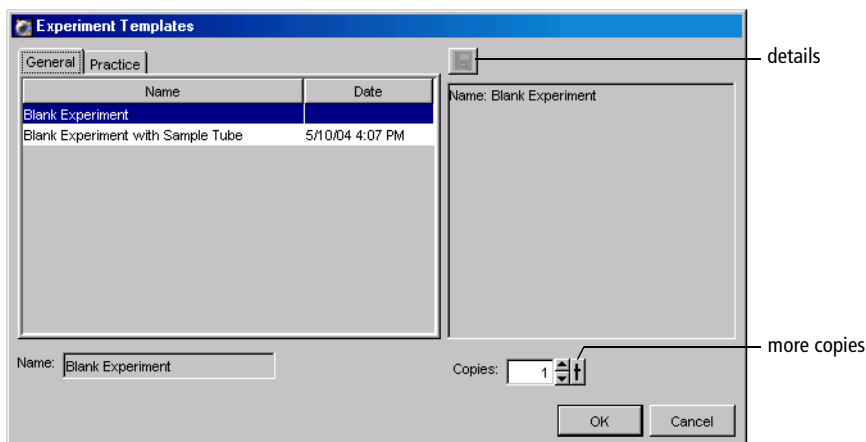 Experiment Templates
General Practice
details
Name Date
Name: Blank Experiment
Blank Experiment
Blank Experiment with Sample Tube 5/10/04 4:07 PM
Name: Blank Experiment
Copies: 1
more copies
OK Cancel